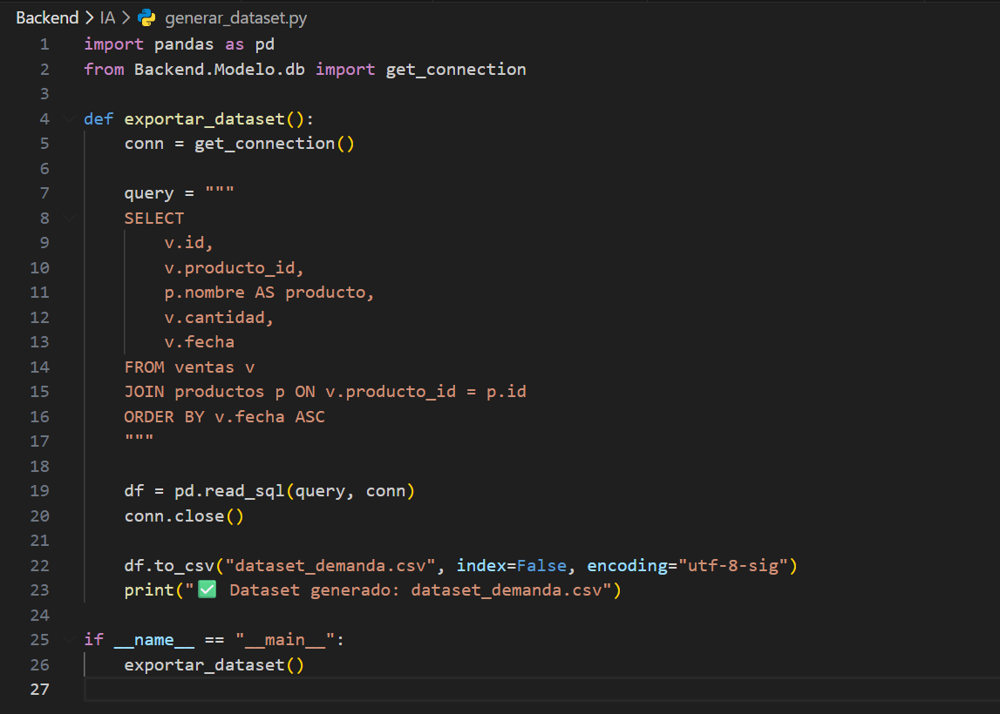 Backend > IA > generar_dataset.py
1 import pandas as pd
2 from Backend.Modelo.db import get_connection
3
4 def exportar_dataset():
5     conn = get_connection()
6
7     query = """
8     SELECT
9         v.id,
10         v.producto_id,
11         p.nombre AS producto,
12         v.cantidad,
13         v.fecha
14     FROM ventas v
15     JOIN productos p ON v.producto_id = p.id
16     ORDER BY v.fecha ASC
17     """
18
19     df = pd.read_sql(query, conn)
20     conn.close()
21
22     df.to_csv("dataset_demanda.csv", index=False, encoding="utf-8-sig")
23     print("✅ Dataset generado: dataset_demanda.csv")
24
25 if __name__ == "__main__":
26     exportar_dataset()
27